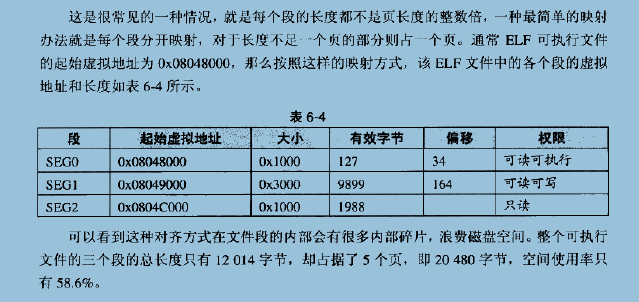 这是很常见的一种情况，就是每个段的长度都不是页长度的整数倍，一种最简单的映射
办法就是每个段分开映射，对于长度不足一个页的部分则占一个页。通常 ELF 可执行文件
的起始虚拟地址为 0x08048000，那么按照这样的映射方式，该 ELF 文件中的各个段的虚拟
地址和长度如表 6-4 所示。
表 6-4
段 起始虚拟地址 大小 有效字节 偏移 权限
SEG0 0x08048000 0x1000 127 34 可读可执行
SEG1 0x08049000 0x3000 9899 164 可读可写
SEG2 0x0804C000 0x1000 1988 只读
可以看到这种对齐方式在文件段的内部会有很多内部碎片，浪费磁盘空间。整个可执行
文件的三个段的总长度只有 12 014 字节，却占据了 5 个页，即 20 480 字节，空间使用率只
有 58.6%。